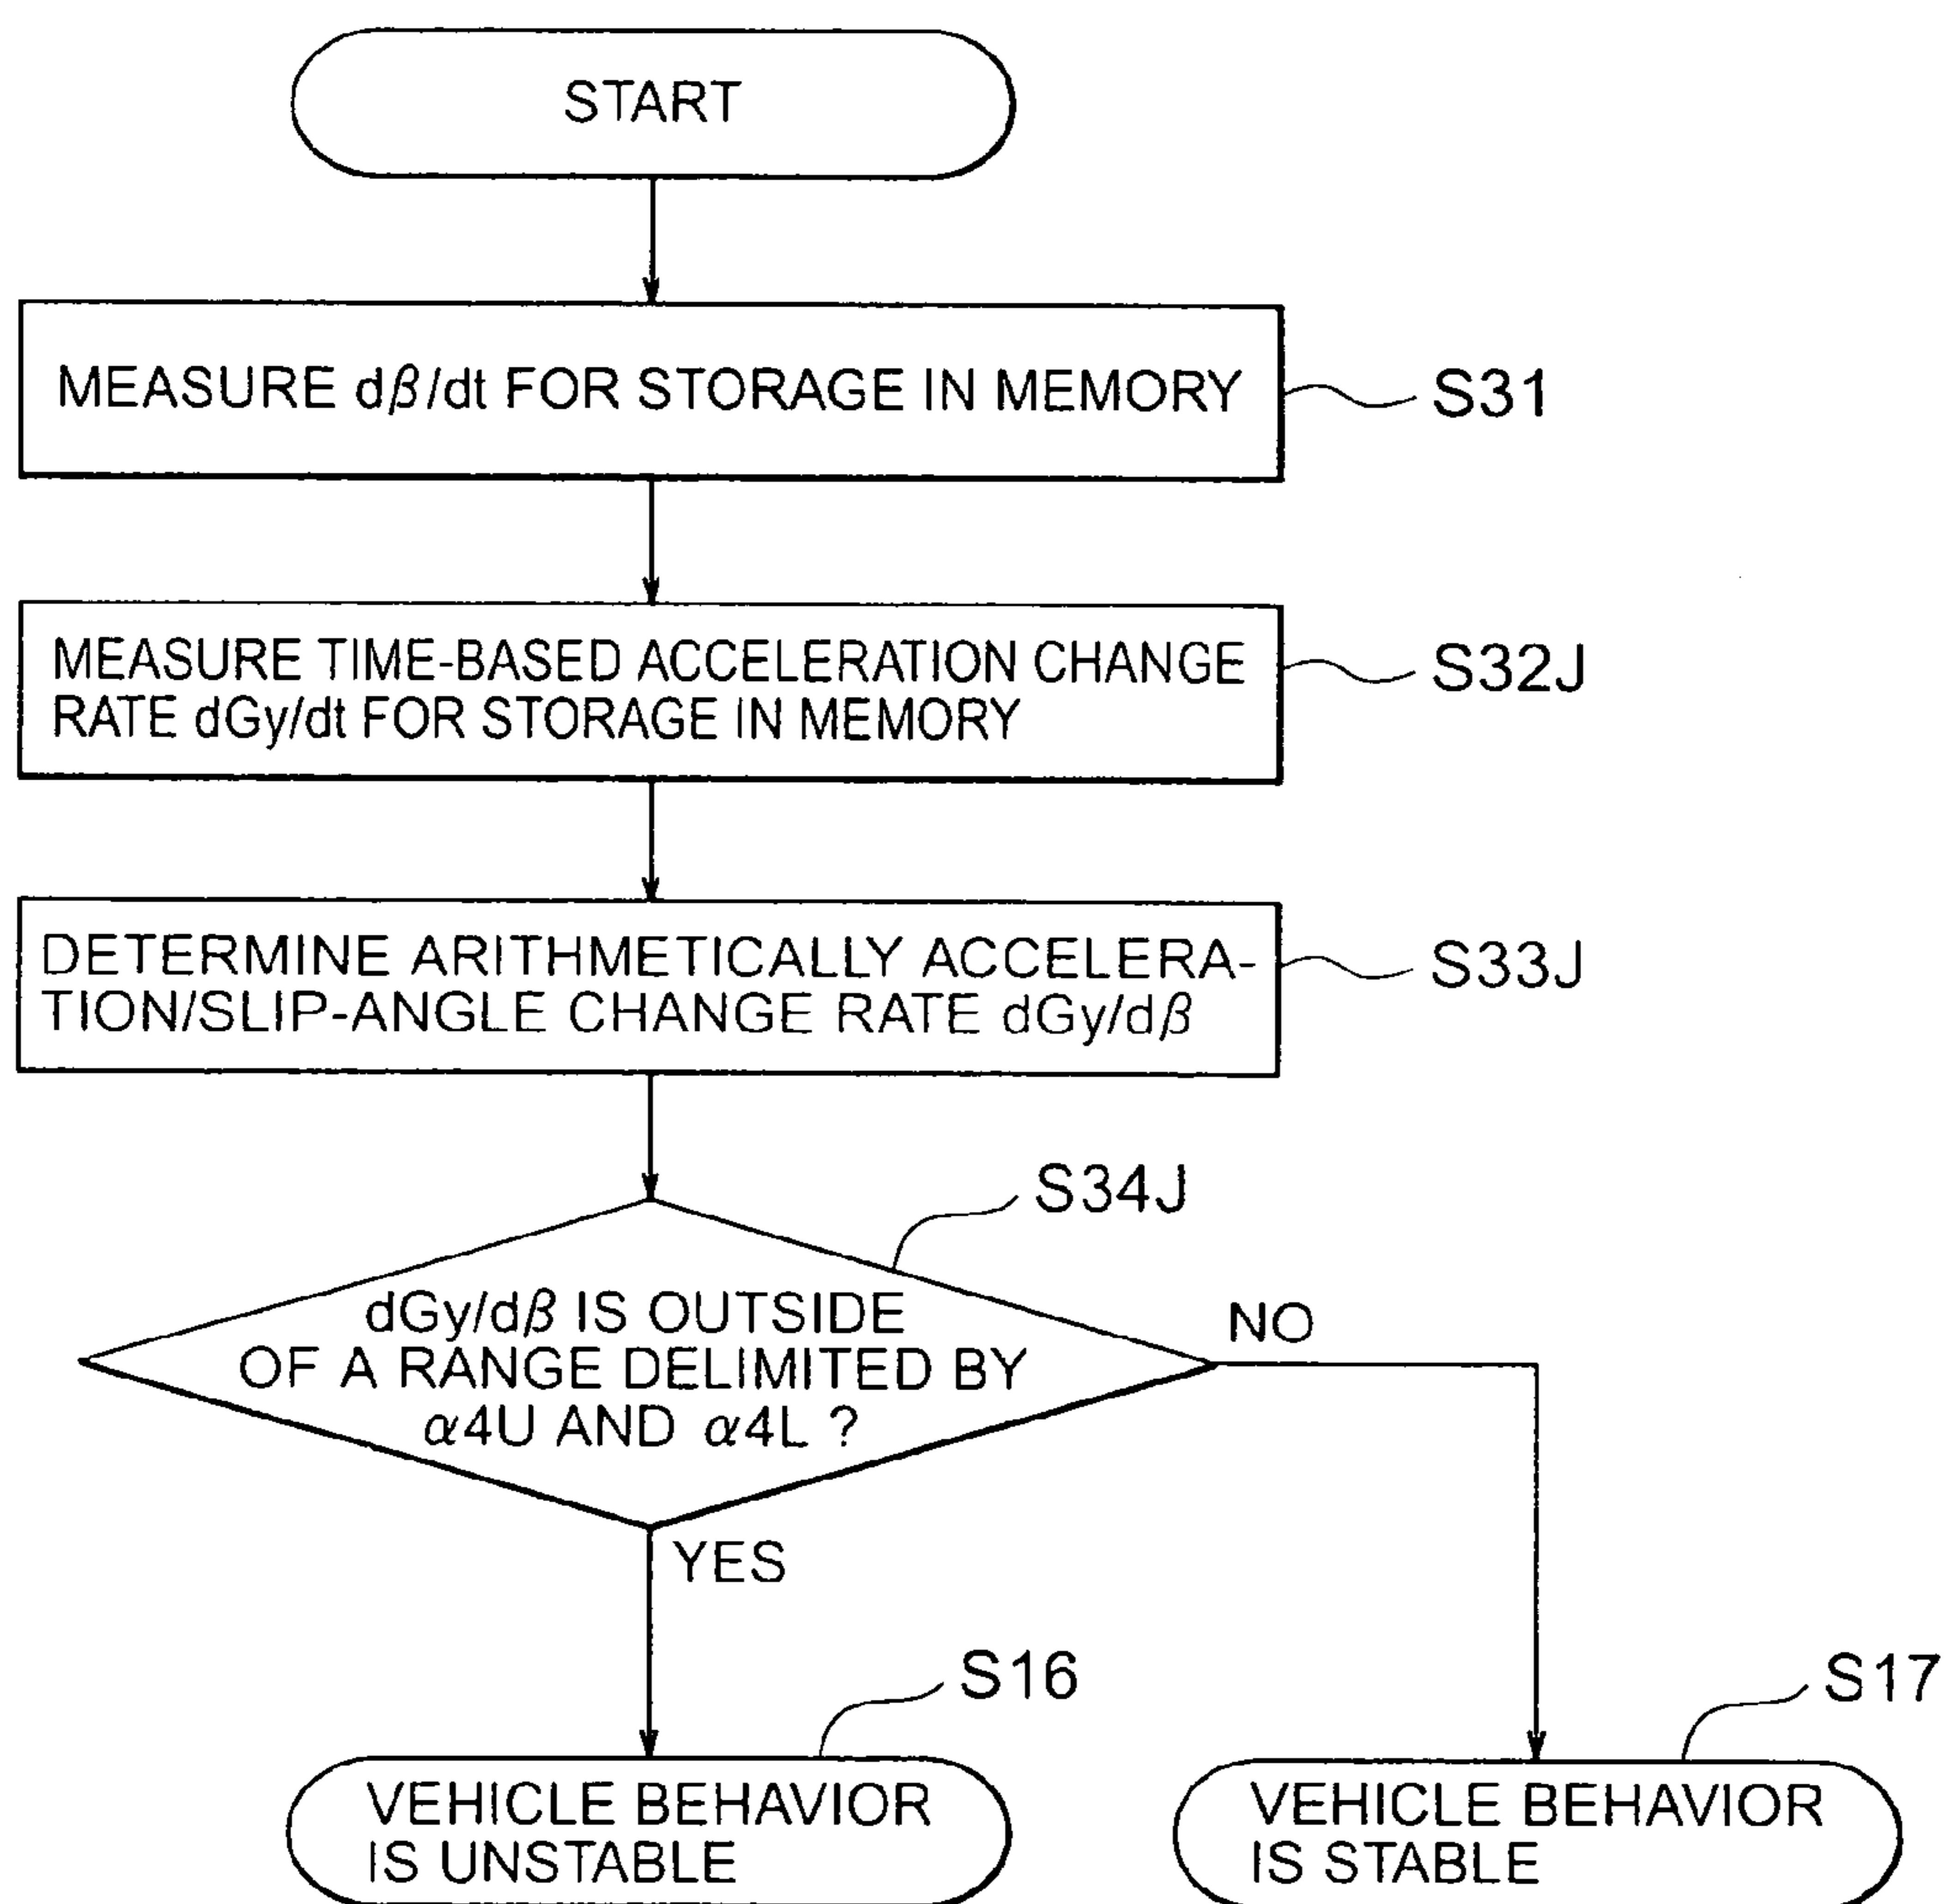 START
MEASURE dβ/dt FOR STORAGE IN MEMORY
S31
MEASURE TIME-BASED ACCELERATION CHANGE
RATE dGy/dt FOR STORAGE IN MEMORY
S32J
DETERMINE ARITHMETICALLY ACCELERA-
TION/SLIP-ANGLE CHANGE RATE dGy/dβ
S33J
S34J
dGy/dβ IS OUTSIDE
OF A RANGE DELIMITED BY
α4U AND α4L ?
NO
YES
S16
VEHICLE BEHAVIOR
IS UNSTABLE
S17
VEHICLE BEHAVIOR
IS STABLE